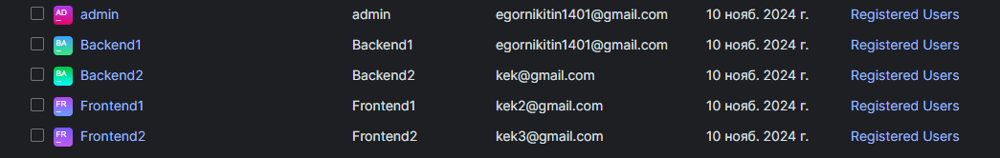 AD admin admin egornikitin1401@gmail.com 10 нояб. 2024 г. Registered Users
BA Backend1 Backend1 egornikitin1401@gmail.com 10 нояб. 2024 г. Registered Users
BA Backend2 Backend2 kek@gmail.com 10 нояб. 2024 г. Registered Users
FR Frontend1 Frontend1 kek2@gmail.com 10 нояб. 2024 г. Registered Users
FR Frontend2 Frontend2 kek3@gmail.com 10 нояб. 2024 г. Registered Users